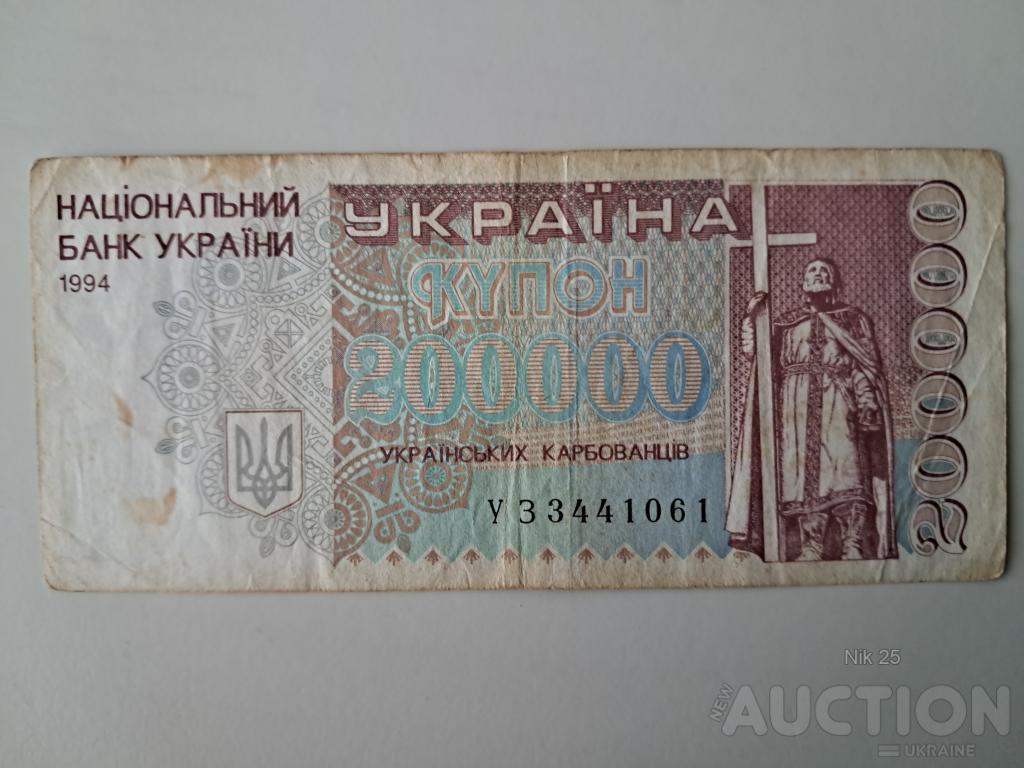 НАЦІОНАЛЬНИЙ
БАНК УКРАЇНИ
1994
УКРАЇНА
КУПОН
200000
УКРАЇНСЬКИХ КАРБОВАНЦІВ
УЗ 3441061
200000
Nik 25
NEW AUCTION
UKRAINE